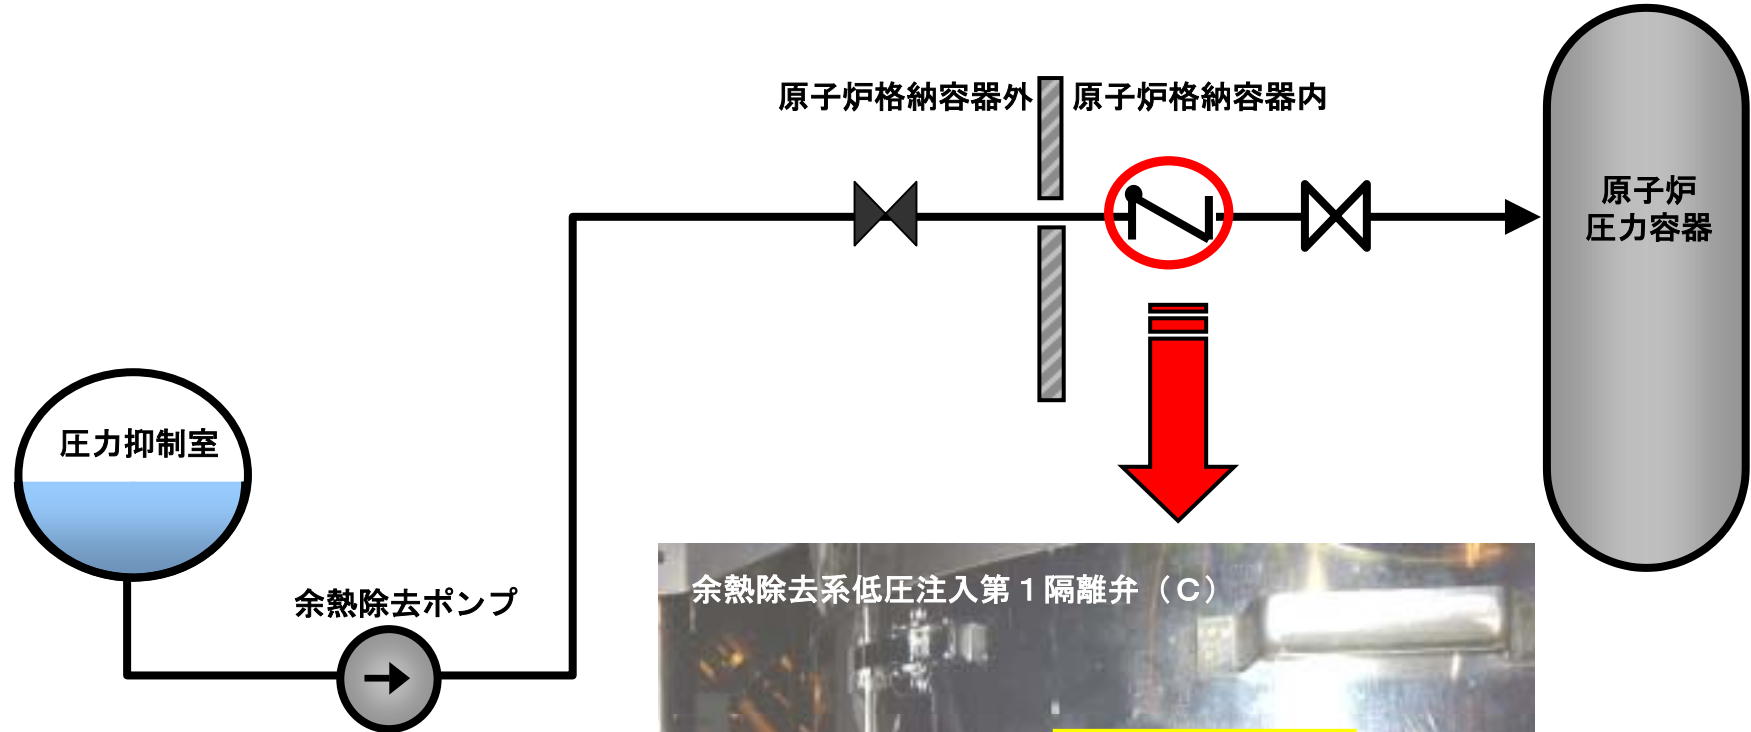 原子炉格納容器外
原子炉格納容器内
原子炉
圧力容器
圧力抑制室
余熱除去ポンプ
余熱除去系低圧注入第１隔離弁（Ｃ）